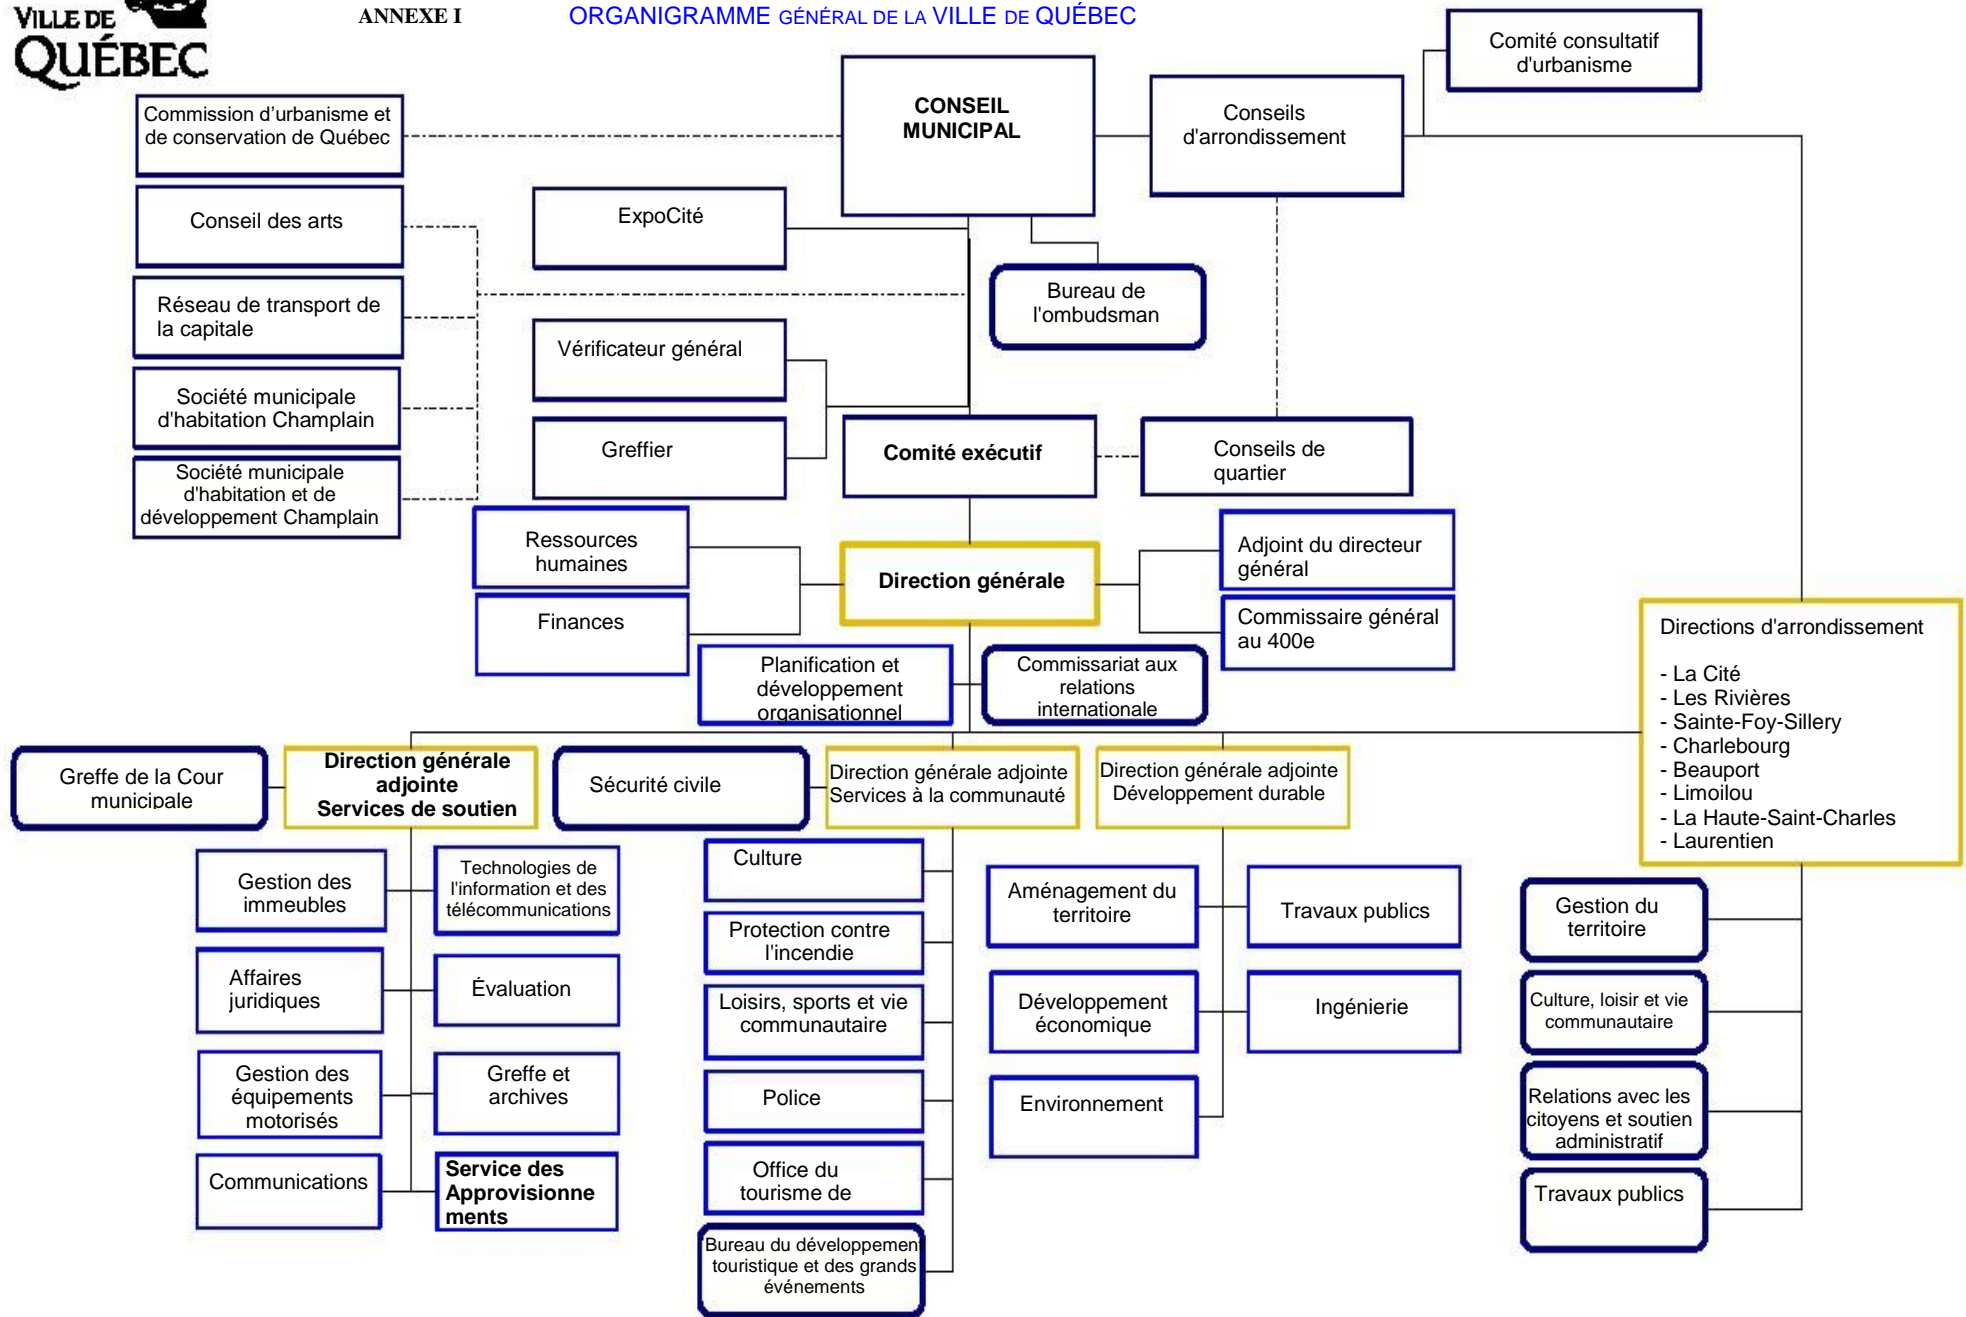 VILLE DE
QUÉBEC
ANNEXE I
ORGANIGRAMME GÉNÉRAL DE LA VILLE DE QUÉBEC
Comité consultatif
d'urbanisme
CONSEIL
MUNICIPAL
Conseils
d'arrondissement
Commission d'urbanisme et
de conservation de Québec
Conseil des arts
ExpoCité
Bureau de
l'ombudsman
Réseau de transport de
la capitale
Vérificateur général
Société municipale
d'habitation Champlain
Greffier
Comité exécutif
Conseils de
quartier
Société municipale
d'habitation et de
développement Champlain
Ressources
humaines
Direction générale
Adjoint du directeur
général
Finances
Commissaire général
au 400e
Planification et
développement
organisationnel
Commissariat aux
relations
internationale
Directions d'arrondissement
- La Cité
- Les Rivières
- Sainte-Foy-Sillery
- Charlebourg
- Beauport
- Limoilou
- La Haute-Saint-Charles
- Laurentien
Greffe de la Cour
municipale
Direction générale
adjointe
Services de soutien
Sécurité civile
Direction générale adjointe
Services à la communauté
Direction générale adjointe
Développement durable
Gestion des
immeubles
Technologies de
l'information et des
télécommunications
Affaires
juridiques
Évaluation
Gestion des
équipements
motorisés
Greffe et
archives
Communications
Service des
Approvisionne
ments
Culture
Protection contre
l'incendie
Loisirs, sports et vie
communautaire
Police
Office du
tourisme de
Bureau du développement
touristique et des grands
événements
Aménagement du
territoire
Travaux publics
Développement
économique
Ingénierie
Environnement
Gestion du
territoire
Culture, loisir et vie
communautaire
Relations avec les
citoyens et soutien
administratif
Travaux publics